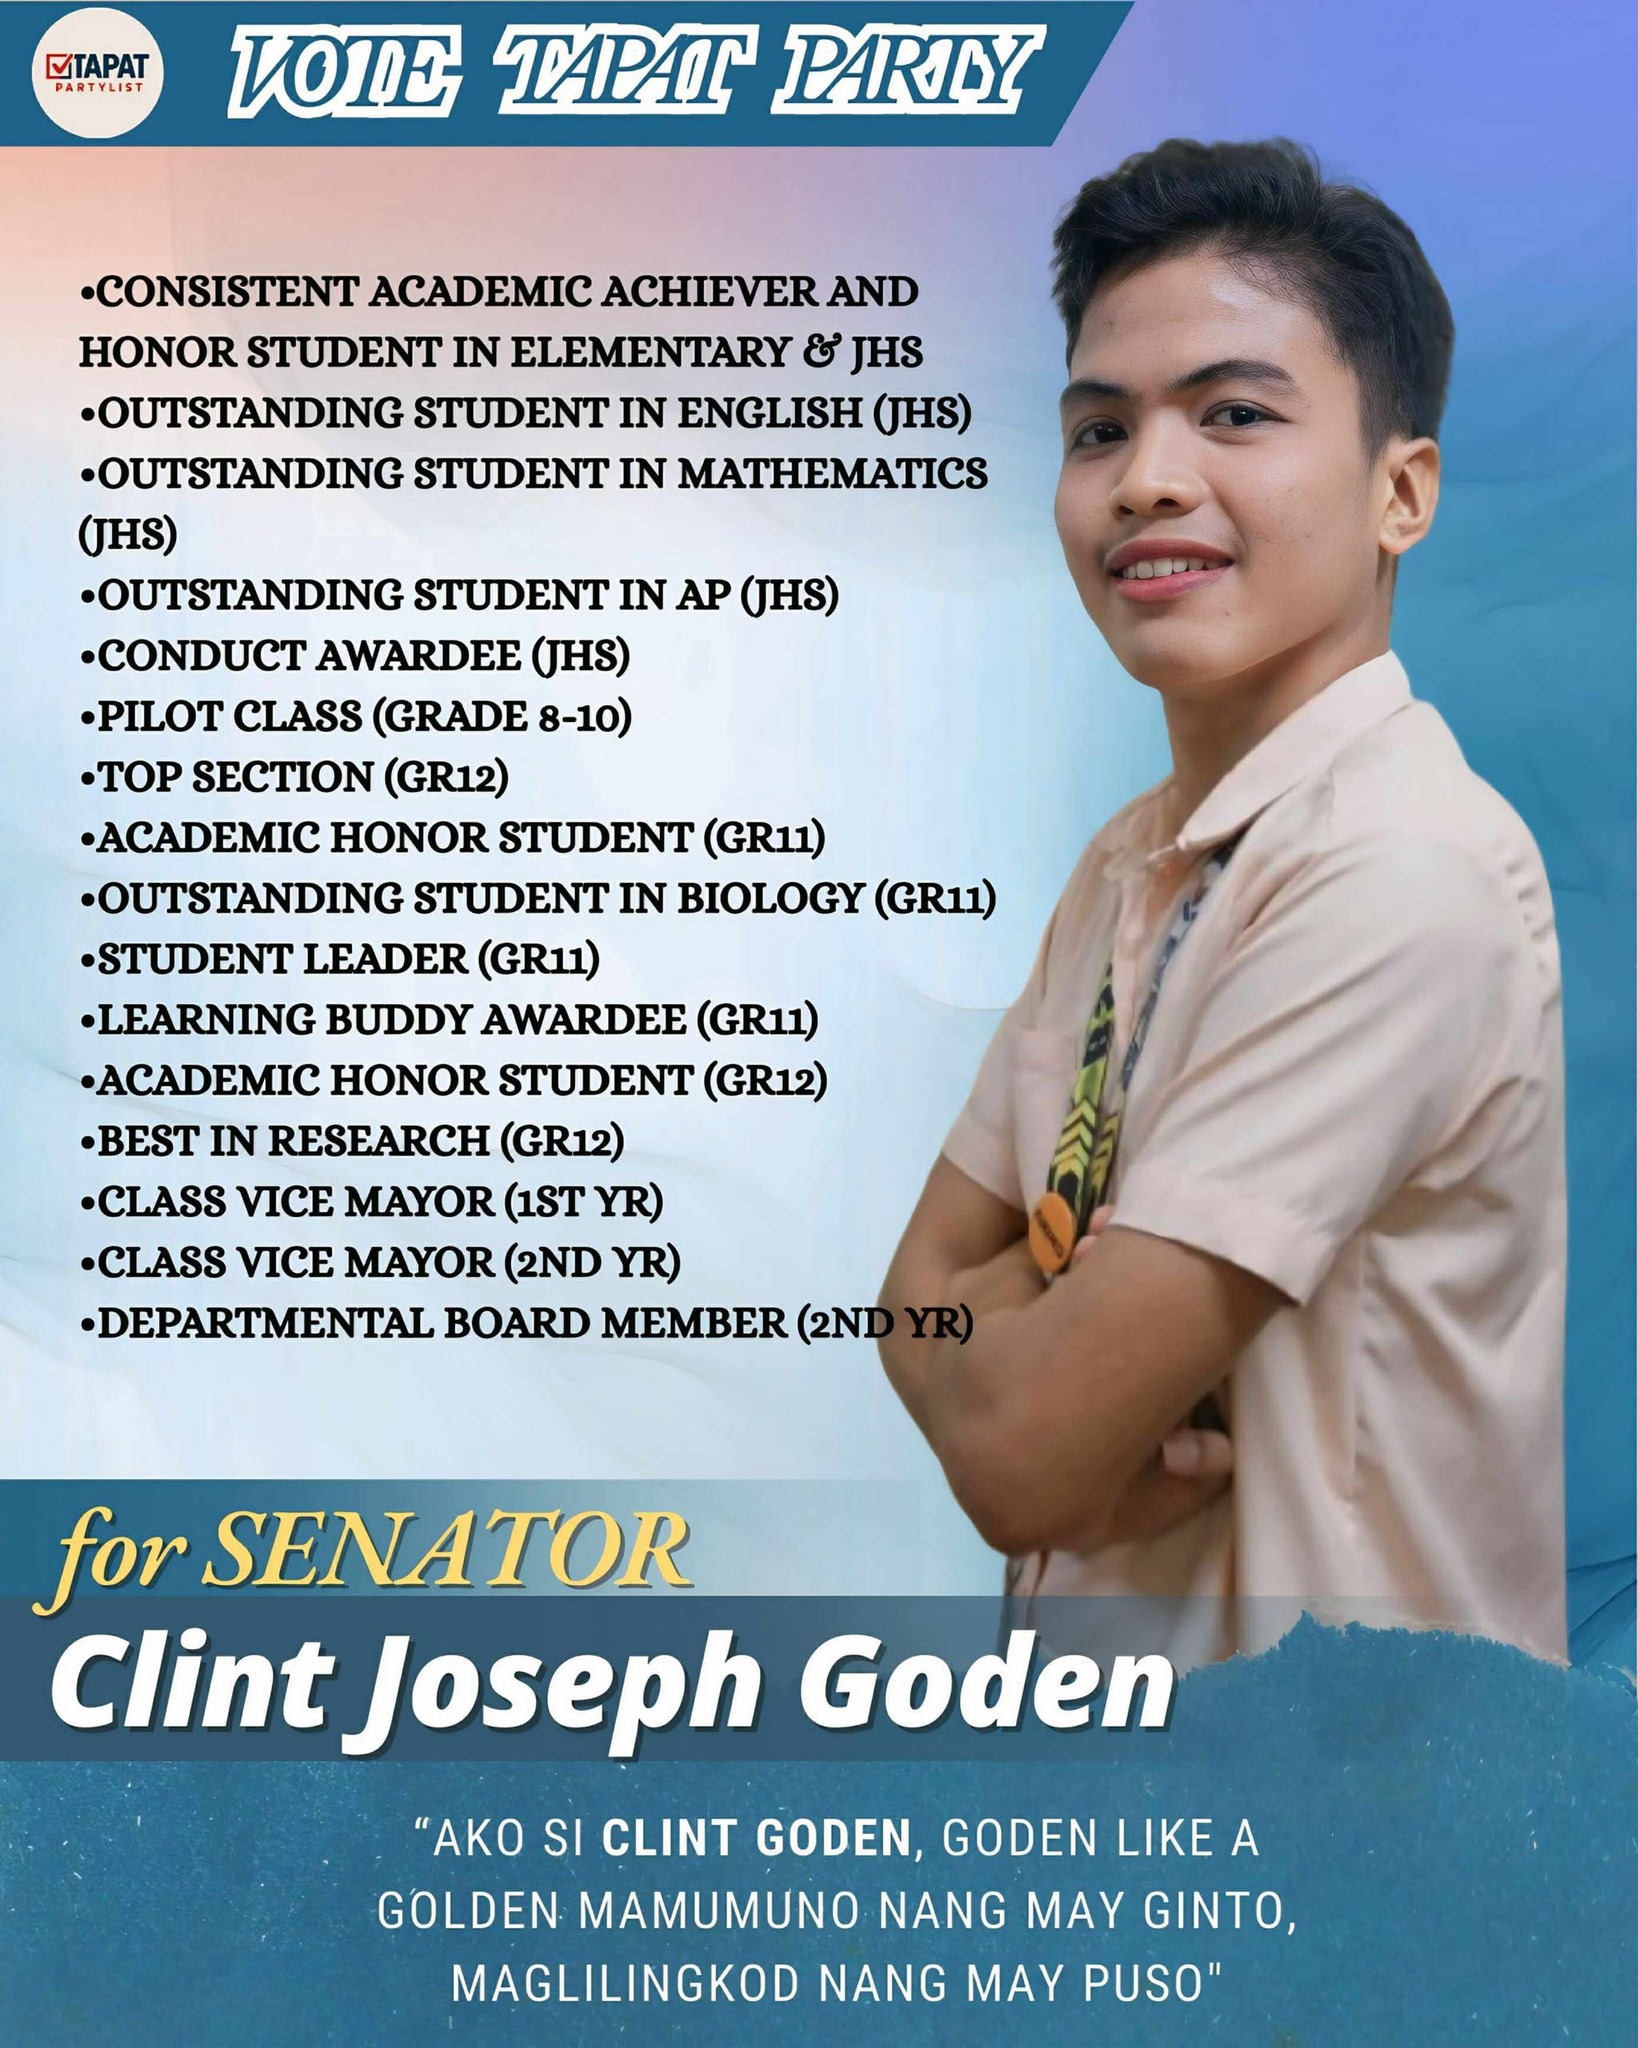 TAPAT
PARTYLIST
VOTE TAPAT PARTY
•CONSISTENT ACADEMIC ACHIEVER AND
HONOR STUDENT IN ELEMENTARY & JHS
•OUTSTANDING STUDENT IN ENGLISH (JHS)
•OUTSTANDING STUDENT IN MATHEMATICS
(JHS)
•OUTSTANDING STUDENT IN AP (JHS)
•CONDUCT AWARDEE (JHS)
•PILOT CLASS (GRADE 8-10)
•TOP SECTION (GR12)
•ACADEMIC HONOR STUDENT (GR11)
•OUTSTANDING STUDENT IN BIOLOGY (GR11)
•STUDENT LEADER (GR11)
•LEARNING BUDDY AWARDEE (GR11)
•ACADEMIC HONOR STUDENT (GR12)
•BEST IN RESEARCH (GR12)
•CLASS VICE MAYOR (1ST YR)
•CLASS VICE MAYOR (2ND YR)
•DEPARTMENTAL BOARD MEMBER (2ND YR)
for SENATOR
Clint Joseph Goden
“AKO SI CLINT GODEN, GODEN LIKE A
GOLDEN MAMUMUNO NANG MAY GINTO,
MAGLILINGKOD NANG MAY PUSO"